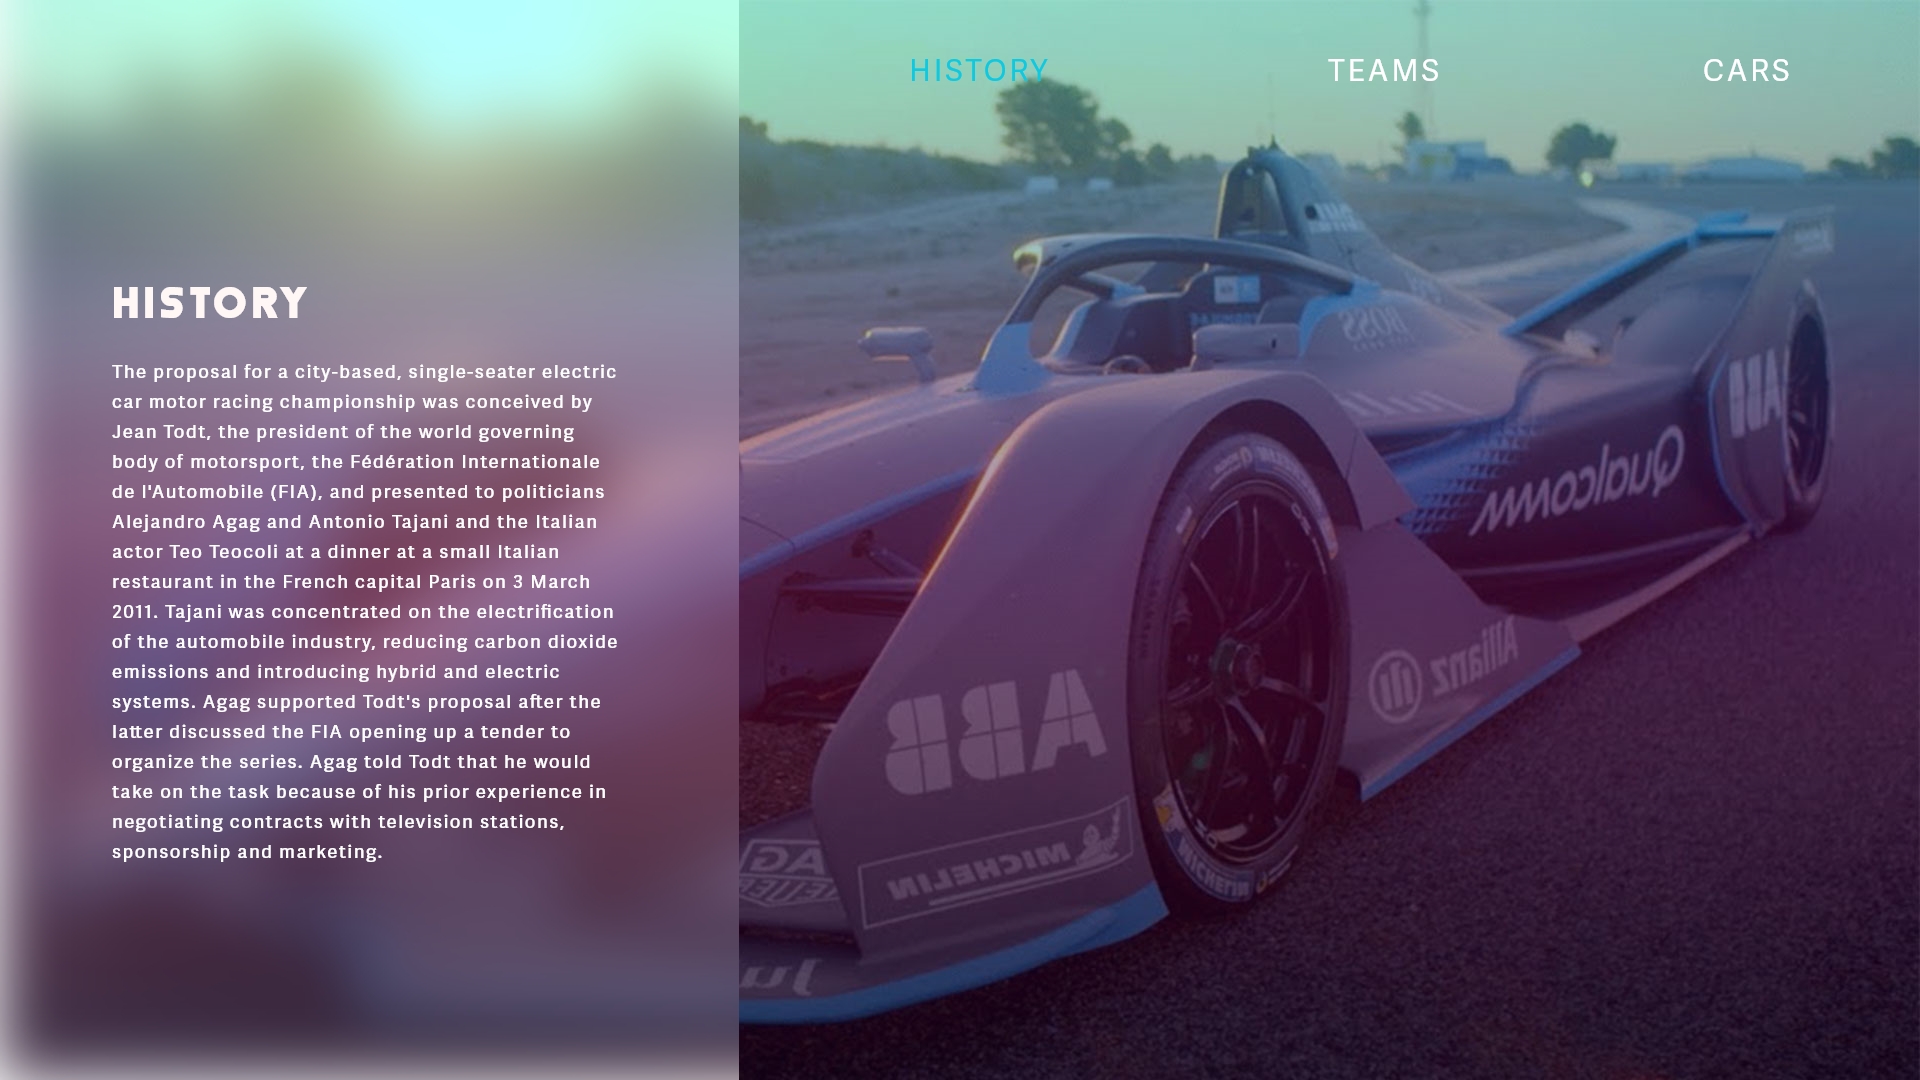 HISTORY
TEAMS
CARS
HISTORY
The proposal for a city-based, single-seater electric
car motor racing championship was conceived by
Jean Todt, the president of the world governing
body of motorsport, the Fédération Internationale
de l'Automobile (FIA), and presented to politicians
Alejandro Agag and Antonio Tajani and the Italian
actor Teo Teocoli at a dinner at a small Italian
restaurant in the French capital Paris on 3 March
2011. Tajani was concentrated on the electrification
of the automobile industry, reducing carbon dioxide
emissions and introducing hybrid and electric
systems. Agag supported Todt's proposal after the
latter discussed the FIA opening up a tender to
organize the series. Agag told Todt that he would
take on the task because of his prior experience in
negotiating contracts with television stations,
sponsorship and marketing.
BOSS
ABB
Qualcomm
Allianz
ABB
MICHELIN
MICHELIN